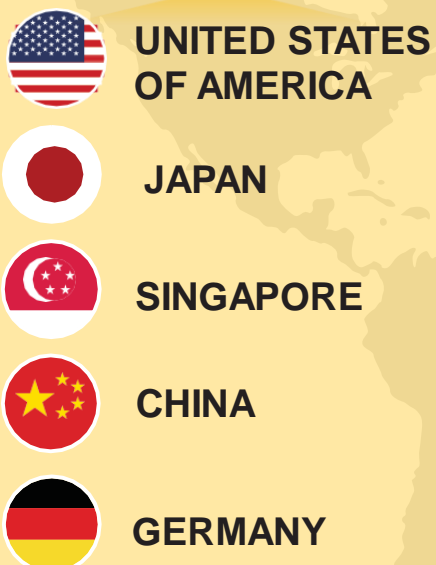 UNITED STATES
OF AMERICA
JAPAN
SINGAPORE
CHINA
GERMANY